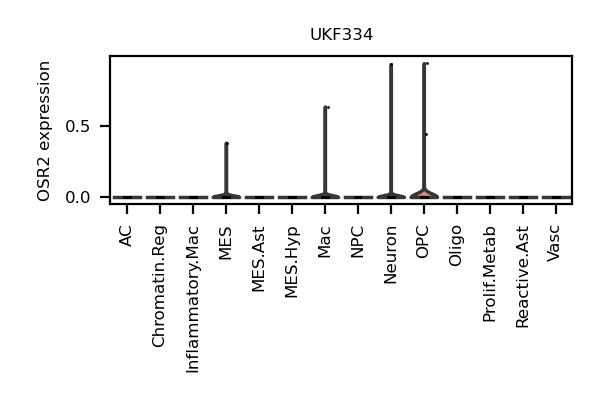 UKF334
OSR2 expression
0.5
0.0
AC
Chromatin.Reg
Inflammatory.Mac
MES
MES.Ast
MES.Hyp
Mac
NPC
Neuron
OPC
Oligo
Prolif.Metab
Reactive.Ast
Vasc